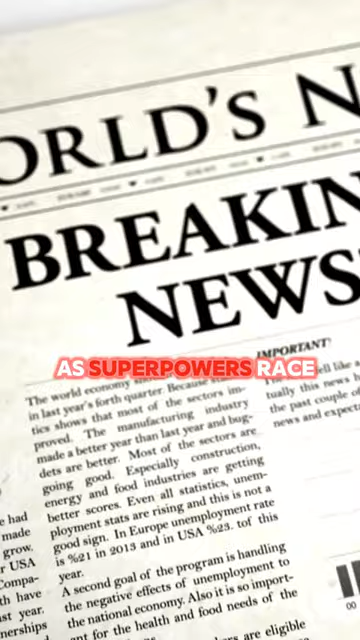 ORLD'S N
BREAKIN
NEWS
AS SUPERPOWERS RACE
IMPORTANT!
The world economy
in last year's forth quarter. Because
tics shows that most of the sectors im-
proved. The manufacturing industry
made a better year than last year and bug-
dets are better. Most of the sectors are
going good. Especially construction,
energy and food industries are getting
better scores. Even all statistics, unem-
ployment stats are rising and this is not a
good sign. In Europe unemployment rate
is %21 in 2013 and in USA %23. tof this
year.
A second goal of the program is handling
the negative effects of unemployment to
the national economy. Also it is so import-
ant for the health and food needs of the
are eligible
ell like a
tually this news
the past couple of
news and expec
e had
made
grow.
r USA
Compa-
th have
st year.
nerships